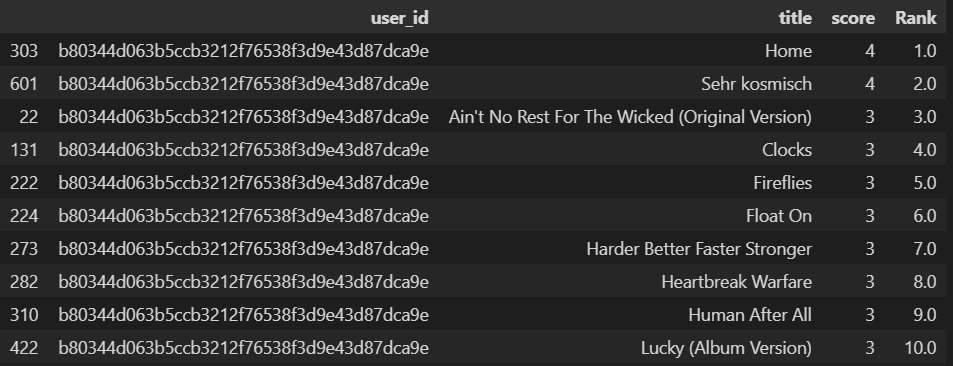 user_id title score Rank
303 b80344d063b5ccb3212f76538f3d9e43d87dca9e Home 4 1.0
601 b80344d063b5ccb3212f76538f3d9e43d87dca9e Sehr kosmisch 4 2.0
22 b80344d063b5ccb3212f76538f3d9e43d87dca9e Ain't No Rest For The Wicked (Original Version) 3 3.0
131 b80344d063b5ccb3212f76538f3d9e43d87dca9e Clocks 3 4.0
222 b80344d063b5ccb3212f76538f3d9e43d87dca9e Fireflies 3 5.0
224 b80344d063b5ccb3212f76538f3d9e43d87dca9e Float On 3 6.0
273 b80344d063b5ccb3212f76538f3d9e43d87dca9e Harder Better Faster Stronger 3 7.0
282 b80344d063b5ccb3212f76538f3d9e43d87dca9e Heartbreak Warfare 3 8.0
310 b80344d063b5ccb3212f76538f3d9e43d87dca9e Human After All 3 9.0
422 b80344d063b5ccb3212f76538f3d9e43d87dca9e Lucky (Album Version) 3 10.0